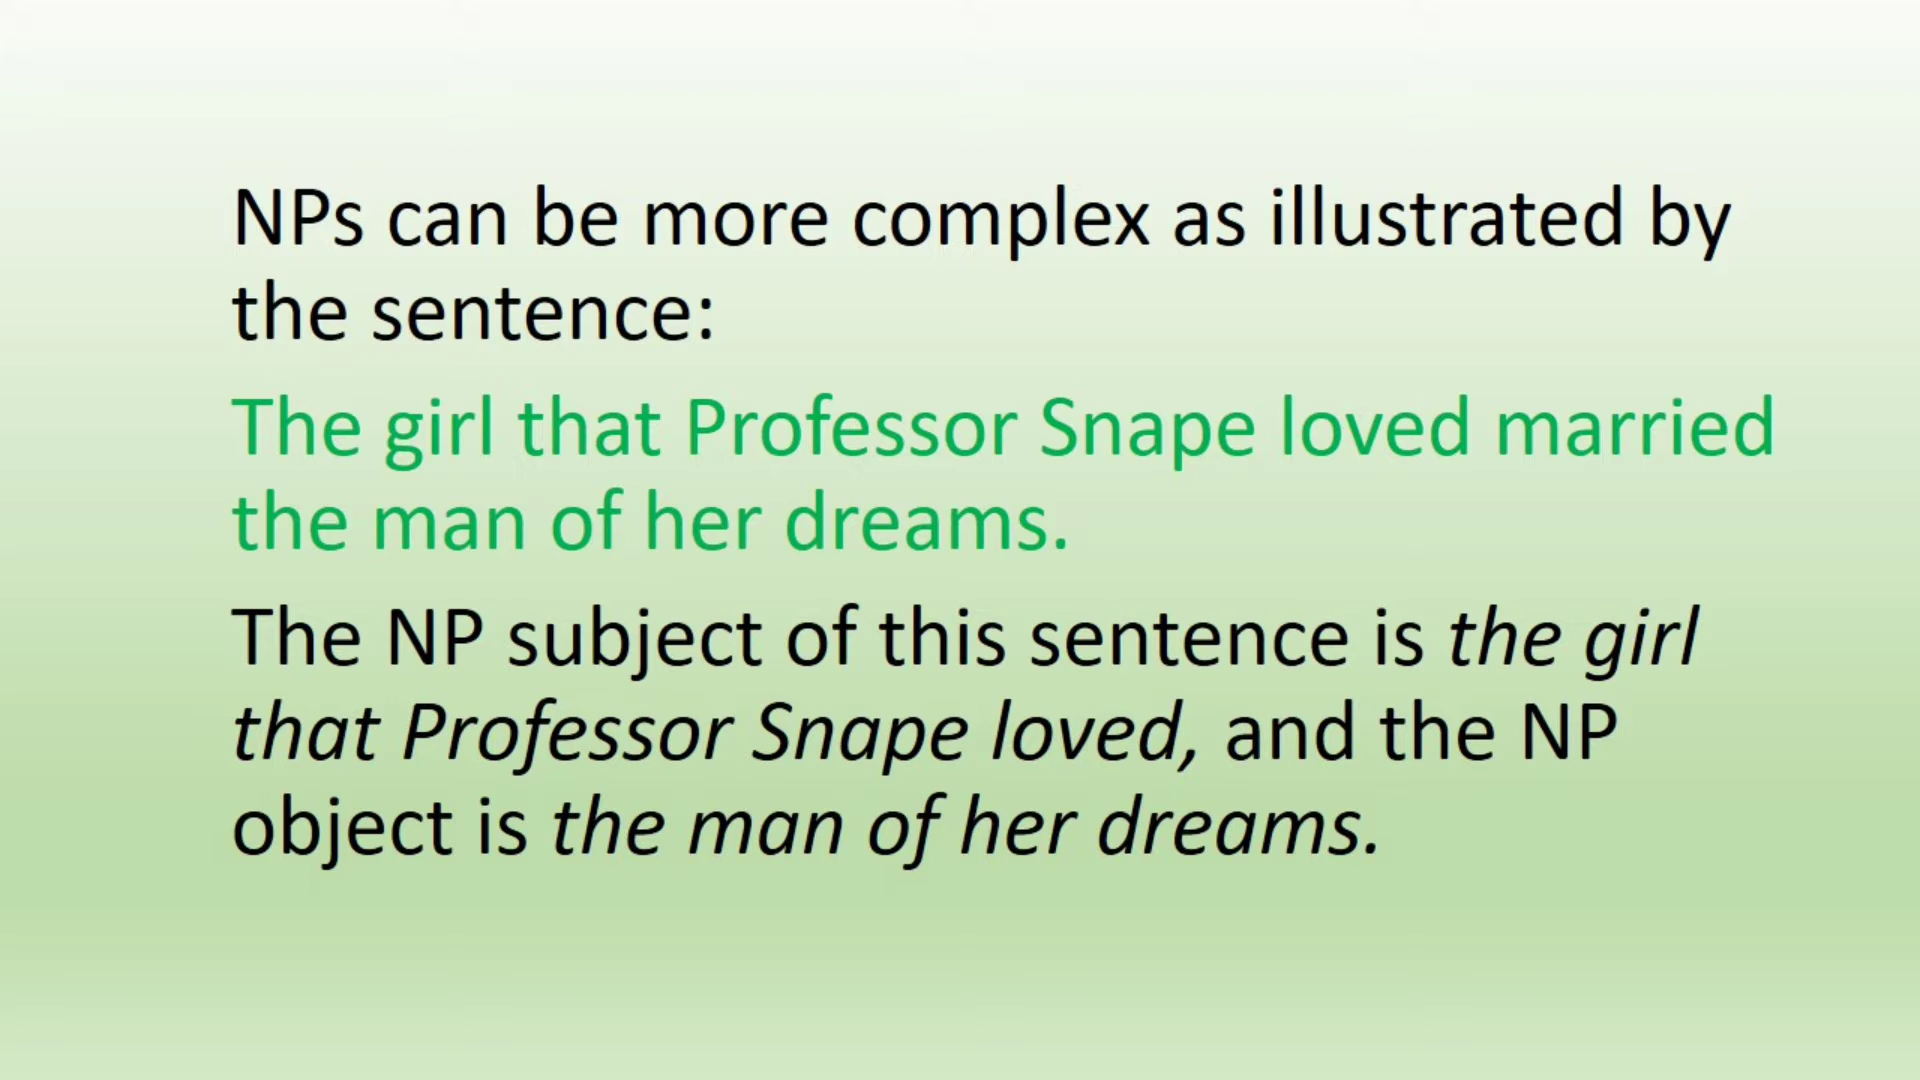 NPs can be more complex as illustrated by
the sentence:
The girl that Professor Snape loved married
the man of her dreams.
The NP subject of this sentence is the girl
that Professor Snape loved, and the NP
object is the man of her dreams.